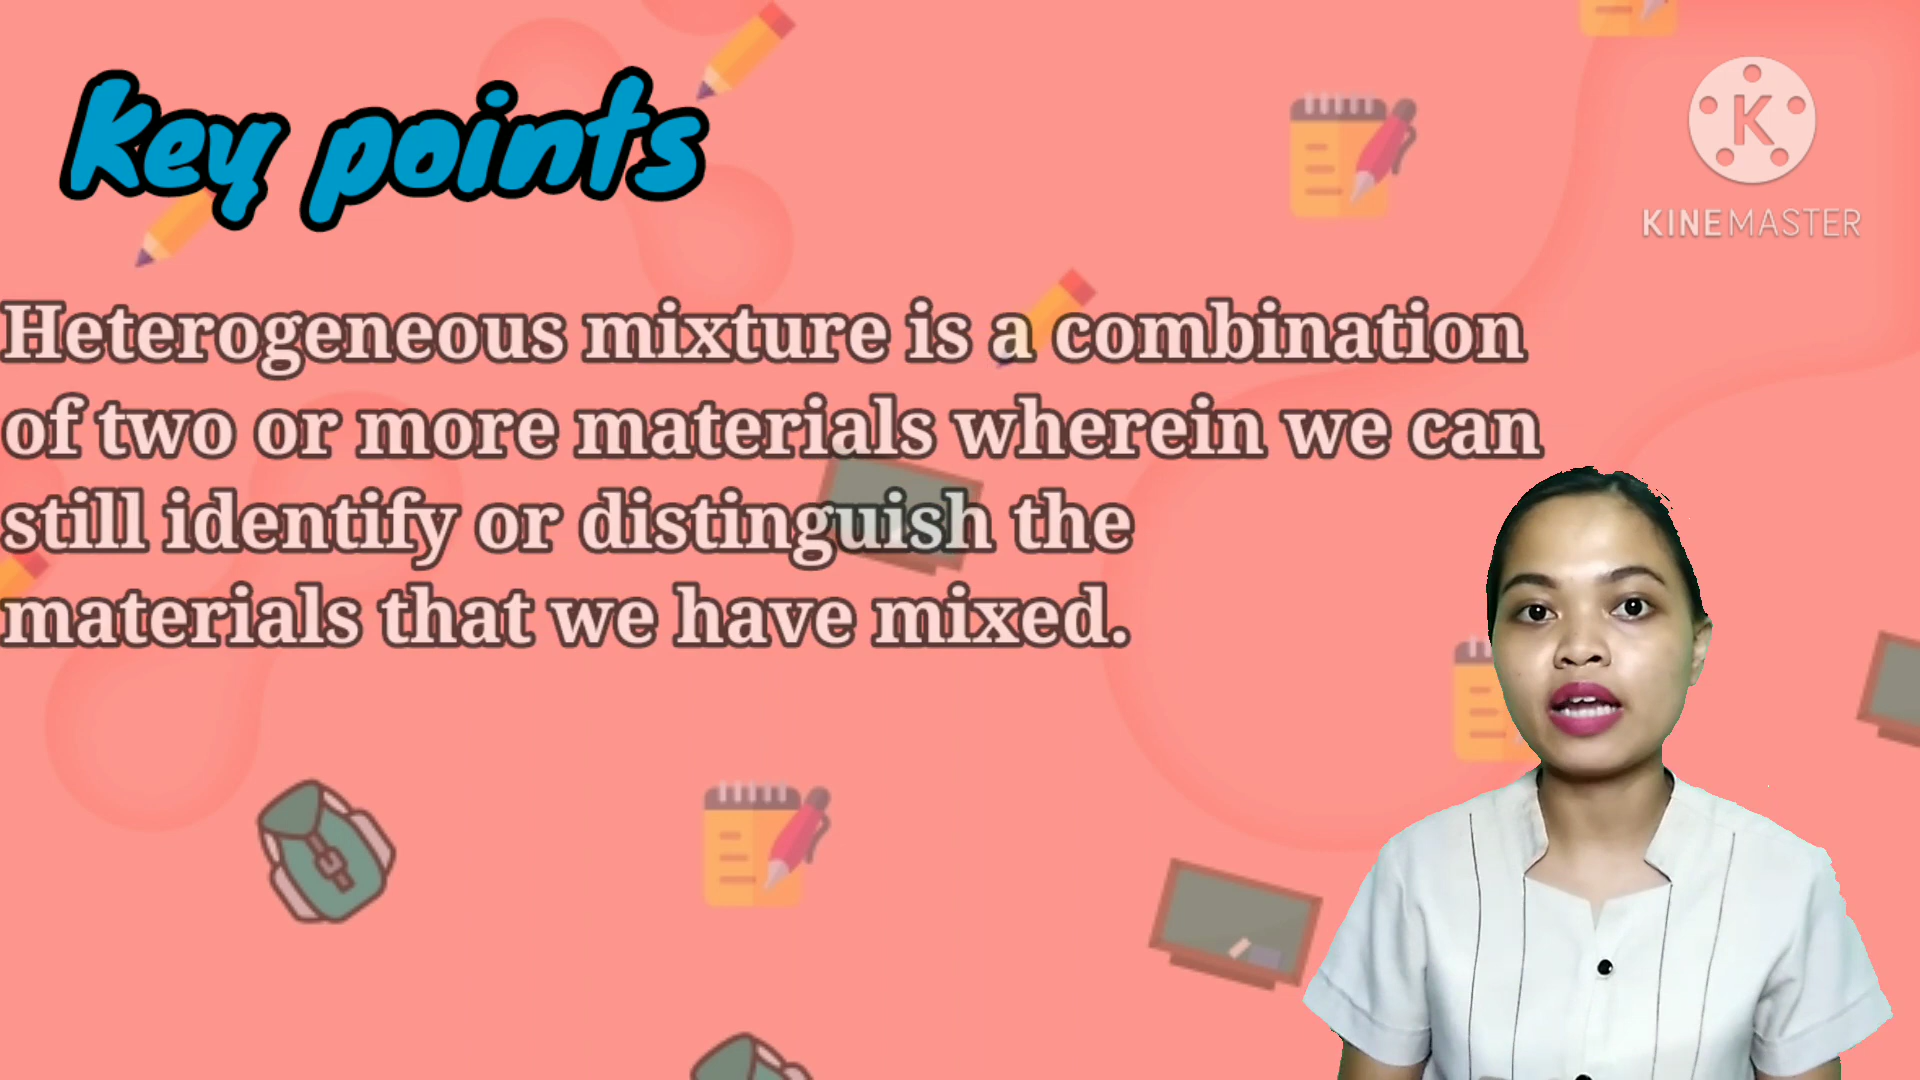 Key points
K
KINEMASTER
Heterogeneous mixture is a combination
of two or more materials wherein we can
still identify or distinguish the
materials that we have mixed.